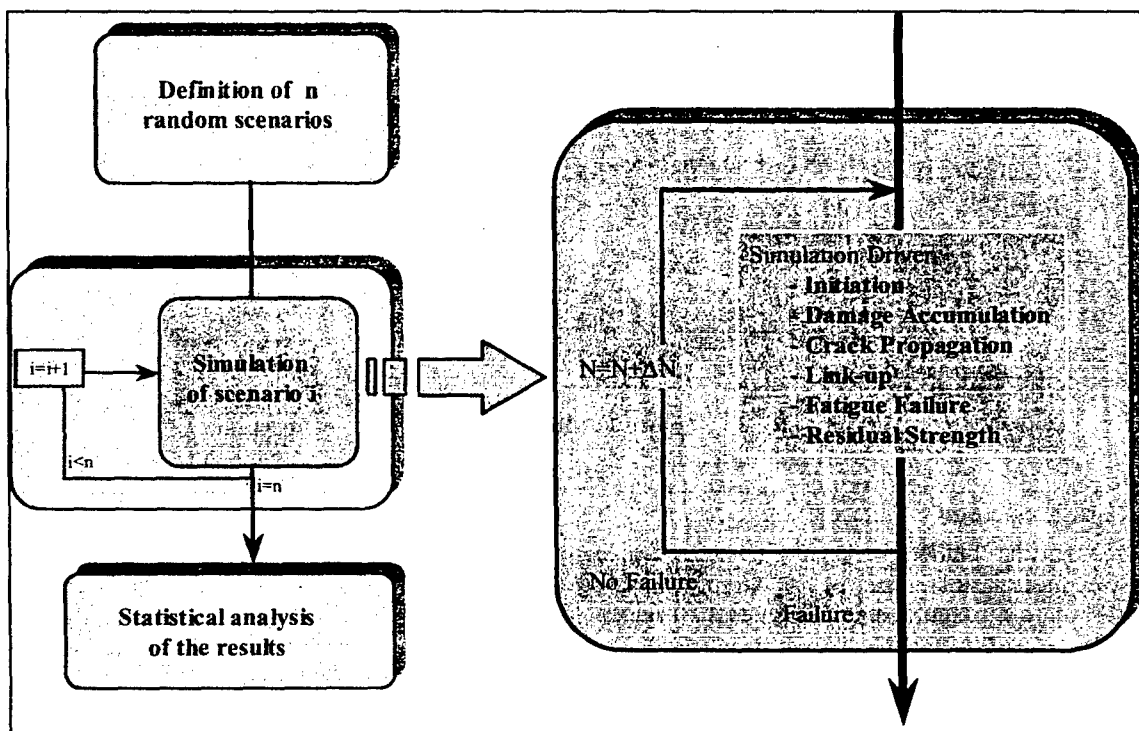 Definition of n
random scenarios
i=i+1
Simulation
of scenario i
i<n
i=n
Statistical analysis
of the results
Simulation Driven
- Initiation
- Damage Accumulation
- Crack Propagation
- Link-up
- Fatigue Failure
- Residual Strength
N=N+ΔN
No Failure
Failure